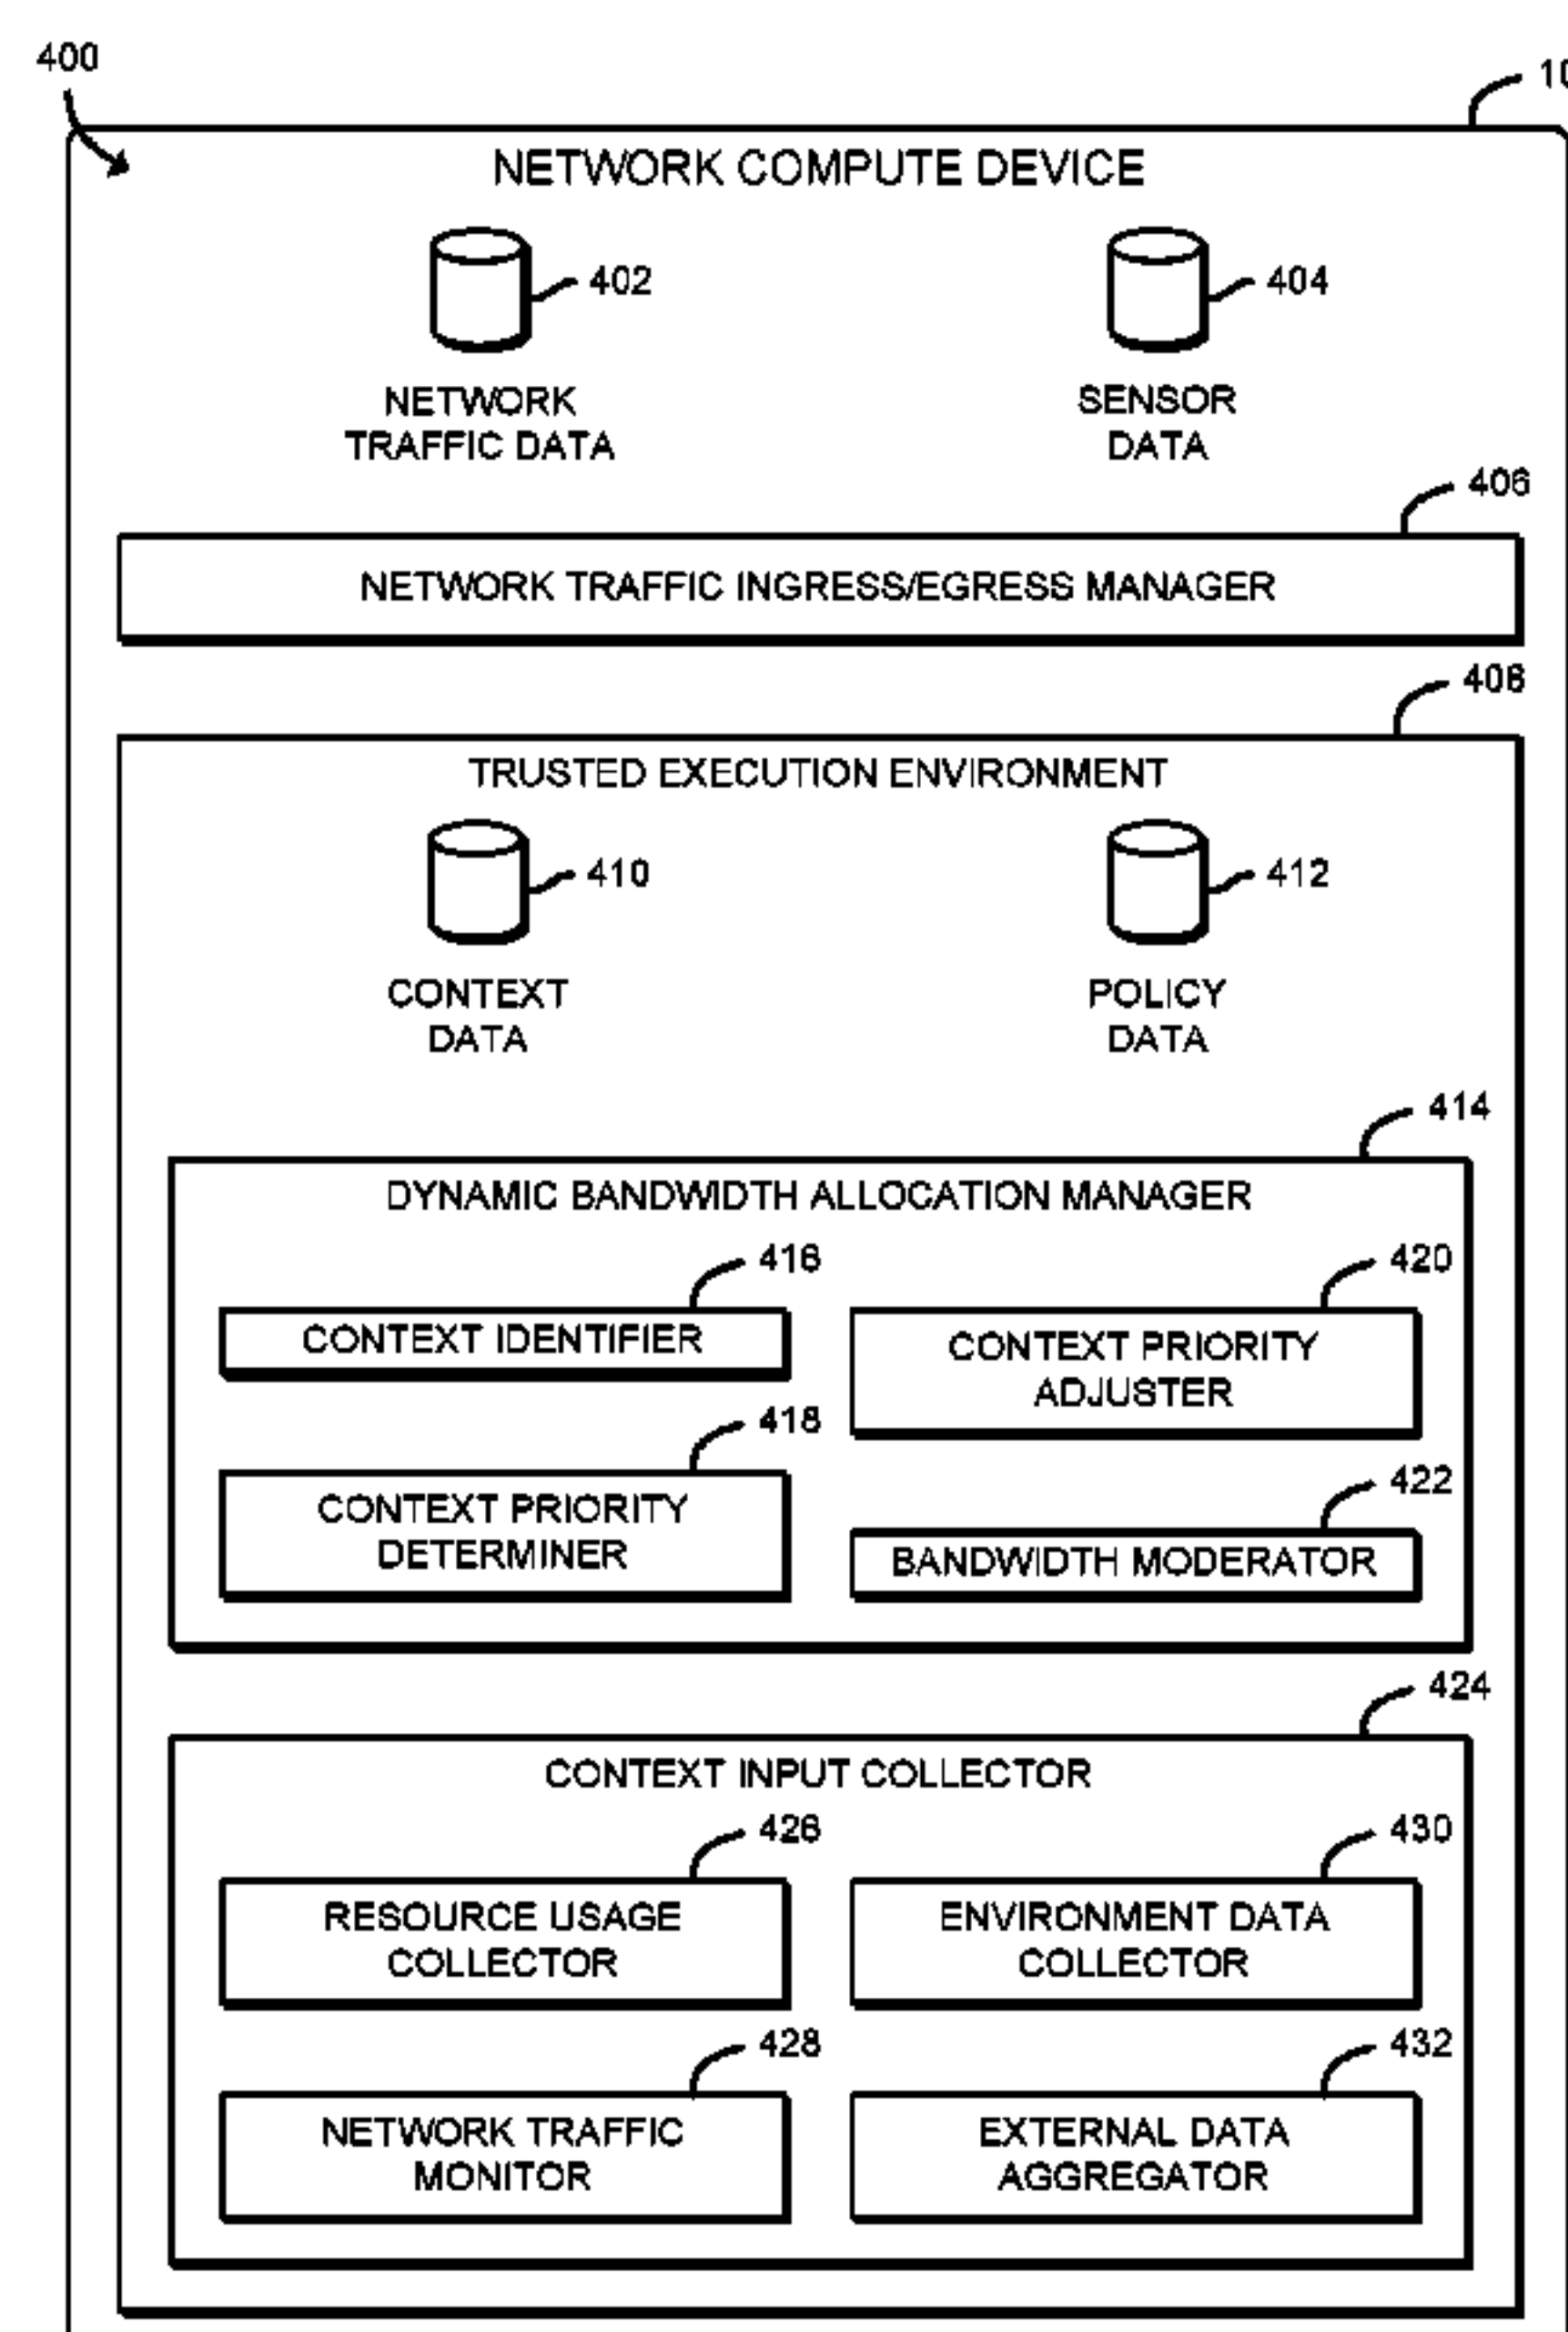 400
10
NETWORK COMPUTE DEVICE
402
404
NETWORK
TRAFFIC DATA
SENSOR
DATA
406
NETWORK TRAFFIC INGRESS/EGRESS MANAGER
408
TRUSTED EXECUTION ENVIRONMENT
410
412
CONTEXT
DATA
POLICY
DATA
414
DYNAMIC BANDWIDTH ALLOCATION MANAGER
416
420
CONTEXT IDENTIFIER
CONTEXT PRIORITY
ADJUSTER
418
CONTEXT PRIORITY
DETERMINER
422
BANDWIDTH MODERATOR
424
CONTEXT INPUT COLLECTOR
426
430
RESOURCE USAGE
COLLECTOR
ENVIRONMENT DATA
COLLECTOR
428
432
NETWORK TRAFFIC
MONITOR
EXTERNAL DATA
AGGREGATOR